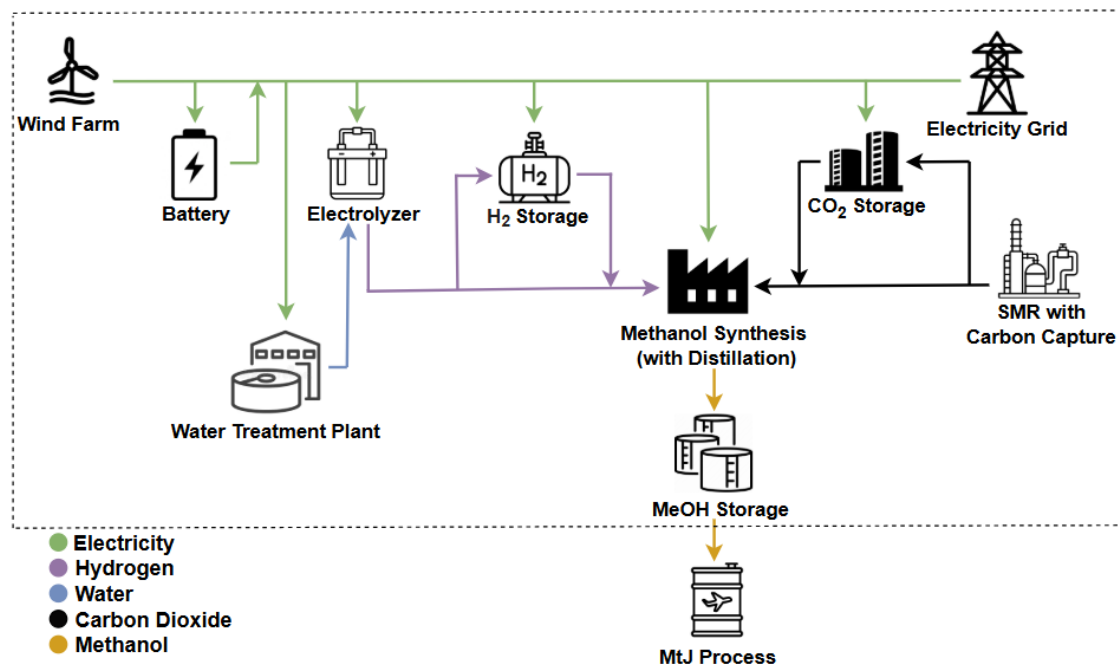 Wind Farm
Electricity Grid
Battery
Electrolyzer
- +
H2
H2 Storage
CO2 Storage
SMR with
Carbon Capture
Methanol Synthesis
(with Distillation)
Water Treatment Plant
MeOH Storage
Electricity
Hydrogen
Water
Carbon Dioxide
Methanol
MtJ Process